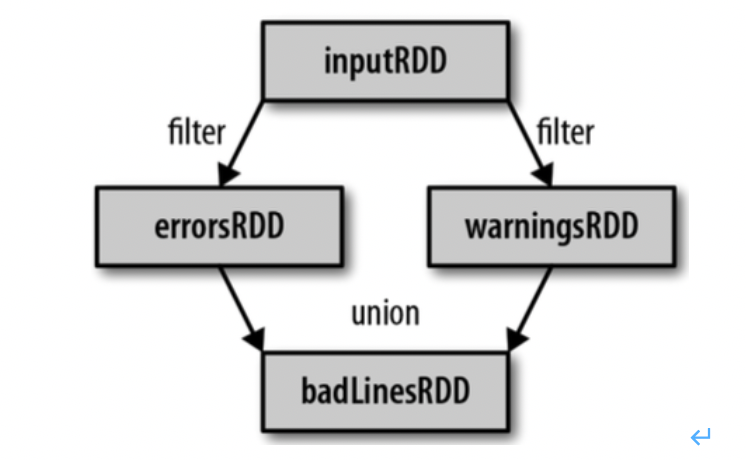 inputRDD
filter
filter
errorsRDD
warningsRDD
union
badLinesRDD